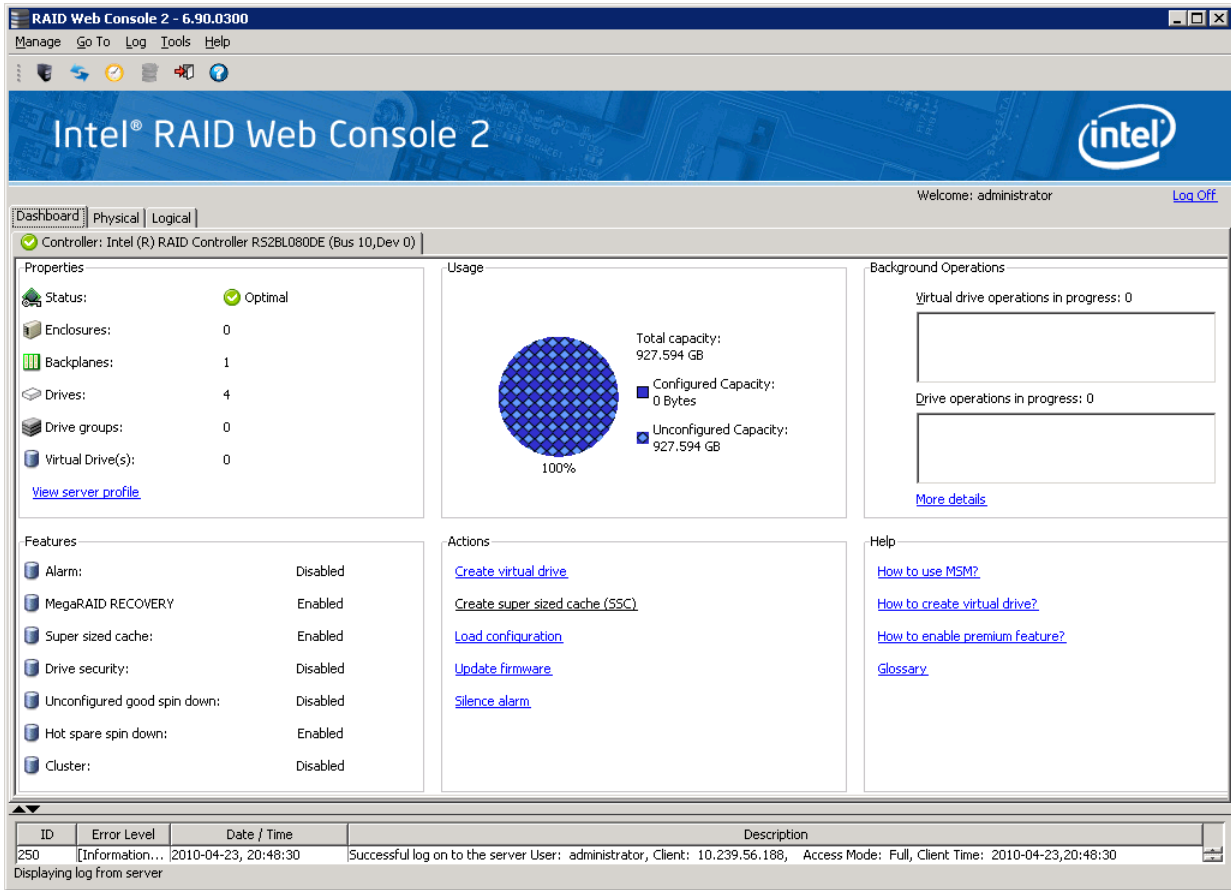 RAID Web Console 2 - 6.90.0300
Manage Go To Log Tools Help
Intel® RAID Web Console 2
intel
Welcome: administrator Log Off
Dashboard Physical Logical
Controller: Intel (R) RAID Controller RS2BL080DE (Bus 10,Dev 0)
Properties
Status: Optimal
Enclosures: 0
Backplanes: 1
Drives: 4
Drive groups: 0
Virtual Drive(s): 0
View server profile
Usage
Total capacity:
927.594 GB
Configured Capacity:
0 Bytes
Unconfigured Capacity:
927.594 GB
100%
Background Operations
Virtual drive operations in progress: 0
Drive operations in progress: 0
More details
Features
Alarm: Disabled
MegaRAID RECOVERY Enabled
Super sized cache: Enabled
Drive security: Disabled
Unconfigured good spin down: Disabled
Hot spare spin down: Enabled
Cluster: Disabled
Actions
Create virtual drive
Create super sized cache (SSC)
Load configuration
Update firmware
Silence alarm
Help
How to use MSM?
How to create virtual drive?
How to enable premium feature?
Glossary
ID Error Level Date / Time Description
250 [Information... 2010-04-23, 20:48:30 Successful log on to the server User: administrator, Client: 10.239.56.188, Access Mode: Full, Client Time: 2010-04-23,20:48:30
Displaying log from server